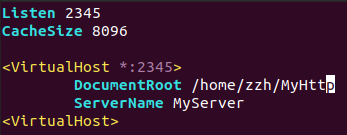 Listen 2345
CacheSize 8096
<VirtualHost *:2345>
DocumentRoot /home/zzh/MyHttp
ServerName MyServer
<VirtualHost>